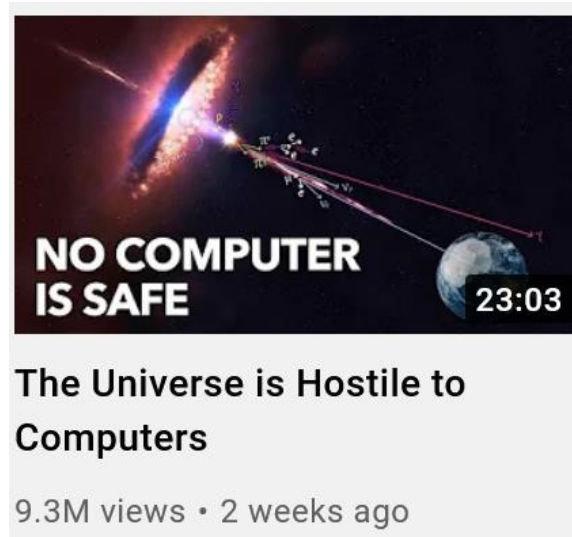 NO COMPUTER
IS SAFE
23:03
The Universe is Hostile to
Computers
9.3M views • 2 weeks ago